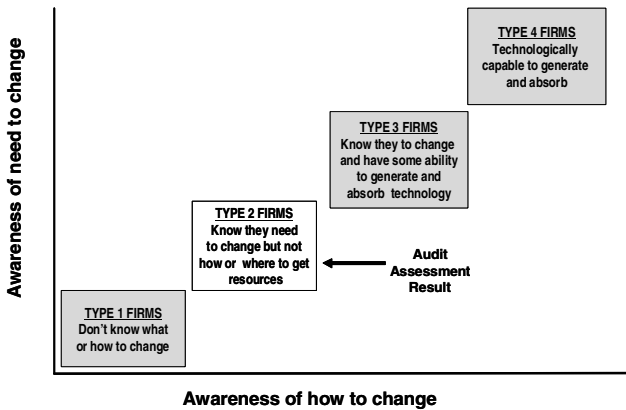 Awareness of need to change
TYPE 4 FIRMS
Technologically
capable to generate
and absorb
TYPE 3 FIRMS
Know they to change
and have some ability
to generate and
absorb technology
TYPE 2 FIRMS
Know they need
to change but not
how or where to get
resources
Audit
Assessment
Result
TYPE 1 FIRMS
Don't know what
or how to change
Awareness of how to change